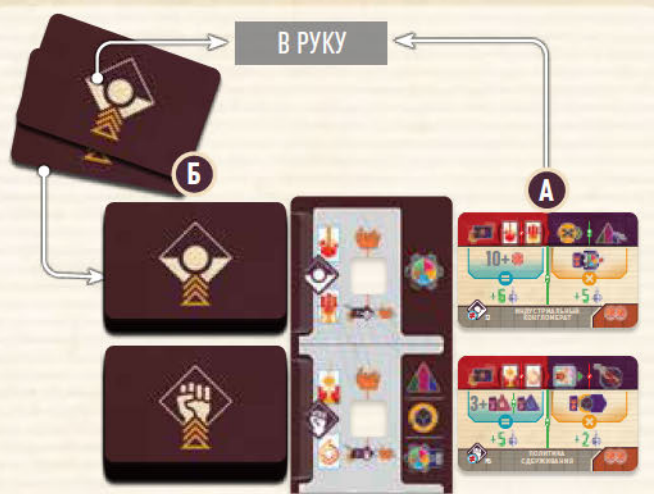 В РУКУ
Б
А
10+
+6
+5
ИНДУСТРИАЛЬНЫЙ
КОНГЛОМЕРАТ
3+
+5
+2
ПОЛИТИКА
СДЕРЖИВАНИЯ